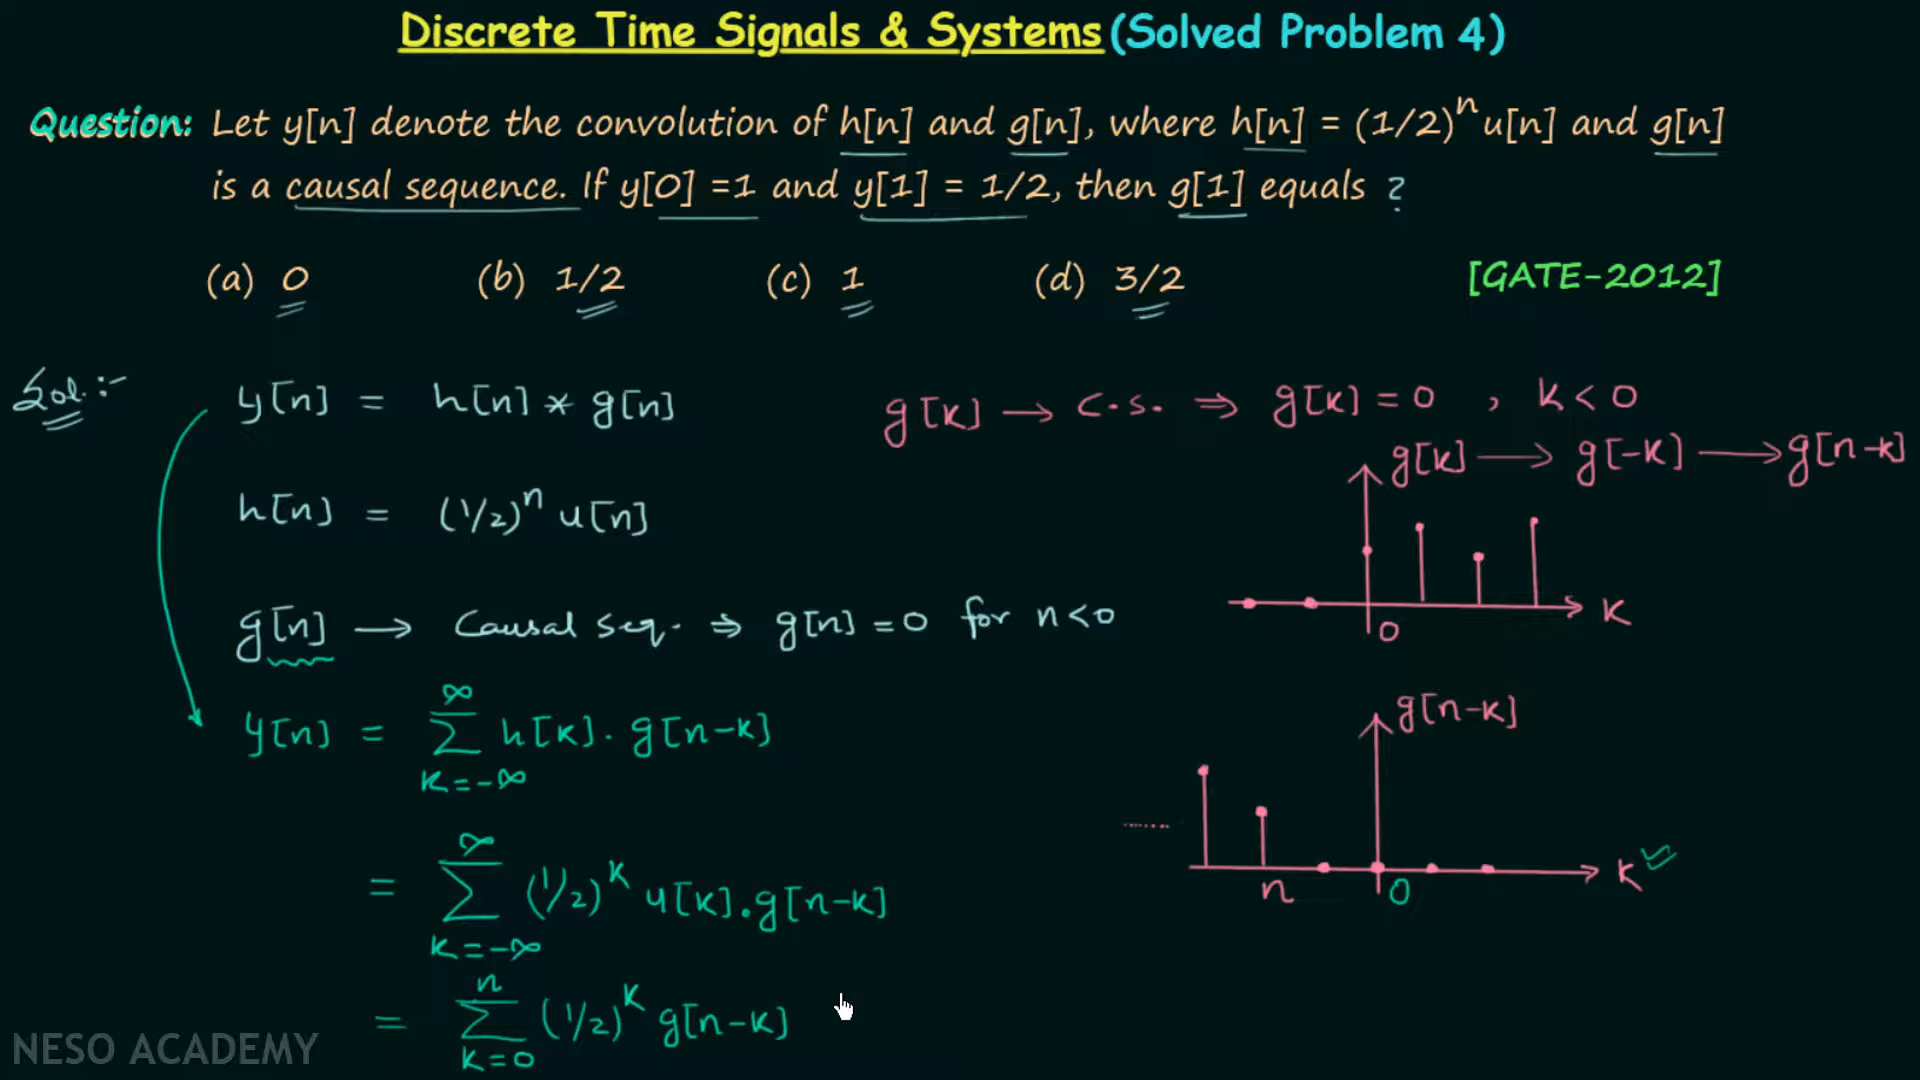 Discrete Time Signals & Systems (Solved Problem 4)
Question: Let y[n] denote the convolution of h[n] and g[n], where h[n] = (1/2)ⁿ u[n] and g[n]
is a causal sequence. If y[0] =1 and y[1] = 1/2, then g[1] equals ?
(a) 0 (b) 1/2 (c) 1 (d) 3/2 [GATE-2012]
Sol.:-
y[n] = h[n] * g[n]
h[n] = (1/2)ⁿ u[n]
g[n] → Causal seq. ⇒ g[n] = 0 for n < 0
y[n] = ∞ Σ K=-∞ h[K]. g[n-K]
= ∞ Σ K=-∞ (1/2)ᴷ u[K].g[n-K]
= n Σ K=0 (1/2)ᴷ g[n-K]
g[K] → C.S. ⇒ g[K] = 0 , K < 0
g[K] → g[-K] → g[n-K]
0 K
g[n-K]
n 0 K
NESO ACADEMY